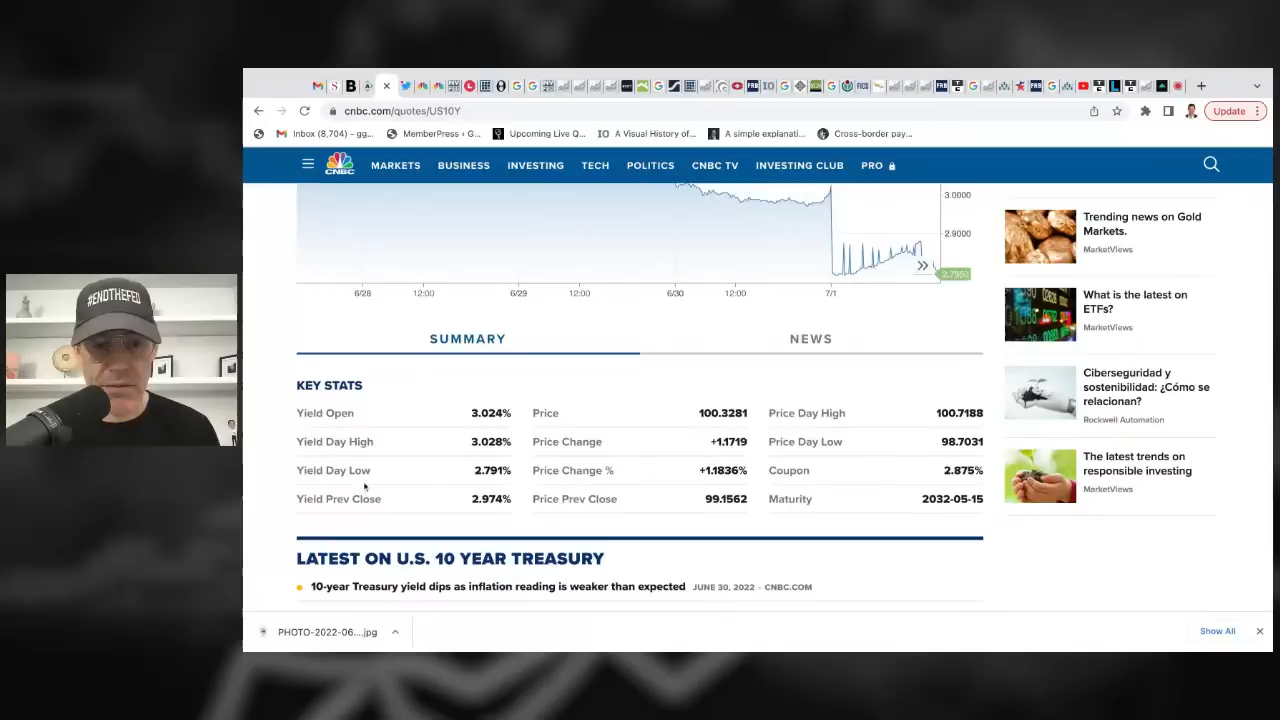 cnbc.com/quotes/US10Y
Update
Inbox (8,704) - gg...
MemberPress ‹ G...
Upcoming Live Q...
IO A Visual History of...
A simple explanati...
Cross-border pay...
CNBC
MARKETS
BUSINESS
INVESTING
TECH
POLITICS
CNBC TV
INVESTING CLUB
PRO
#ENDTHEFED
3.0000
2.9000
2.7950
6/28
12:00
6/29
12:00
6/30
12:00
7/1
SUMMARY
NEWS
KEY STATS
Yield Open 3.024%
Yield Day High 3.028%
Yield Day Low 2.791%
Yield Prev Close 2.974%
Price 100.3281
Price Change +1.1719
Price Change % +1.1836%
Price Prev Close 99.1562
Price Day High 100.7188
Price Day Low 98.7031
Coupon 2.875%
Maturity 2032-05-15
LATEST ON U.S. 10 YEAR TREASURY
10-year Treasury yield dips as inflation reading is weaker than expected JUNE 30, 2022 - CNBC.COM
Trending news on Gold
Markets.
MarketViews
What is the latest on
ETFs?
MarketViews
Ciberseguridad y
sostenibilidad: ¿Cómo se
relacionan?
Rockwell Automation
The latest trends on
responsible investing
MarketViews
PHOTO-2022-06....jpg
Show All